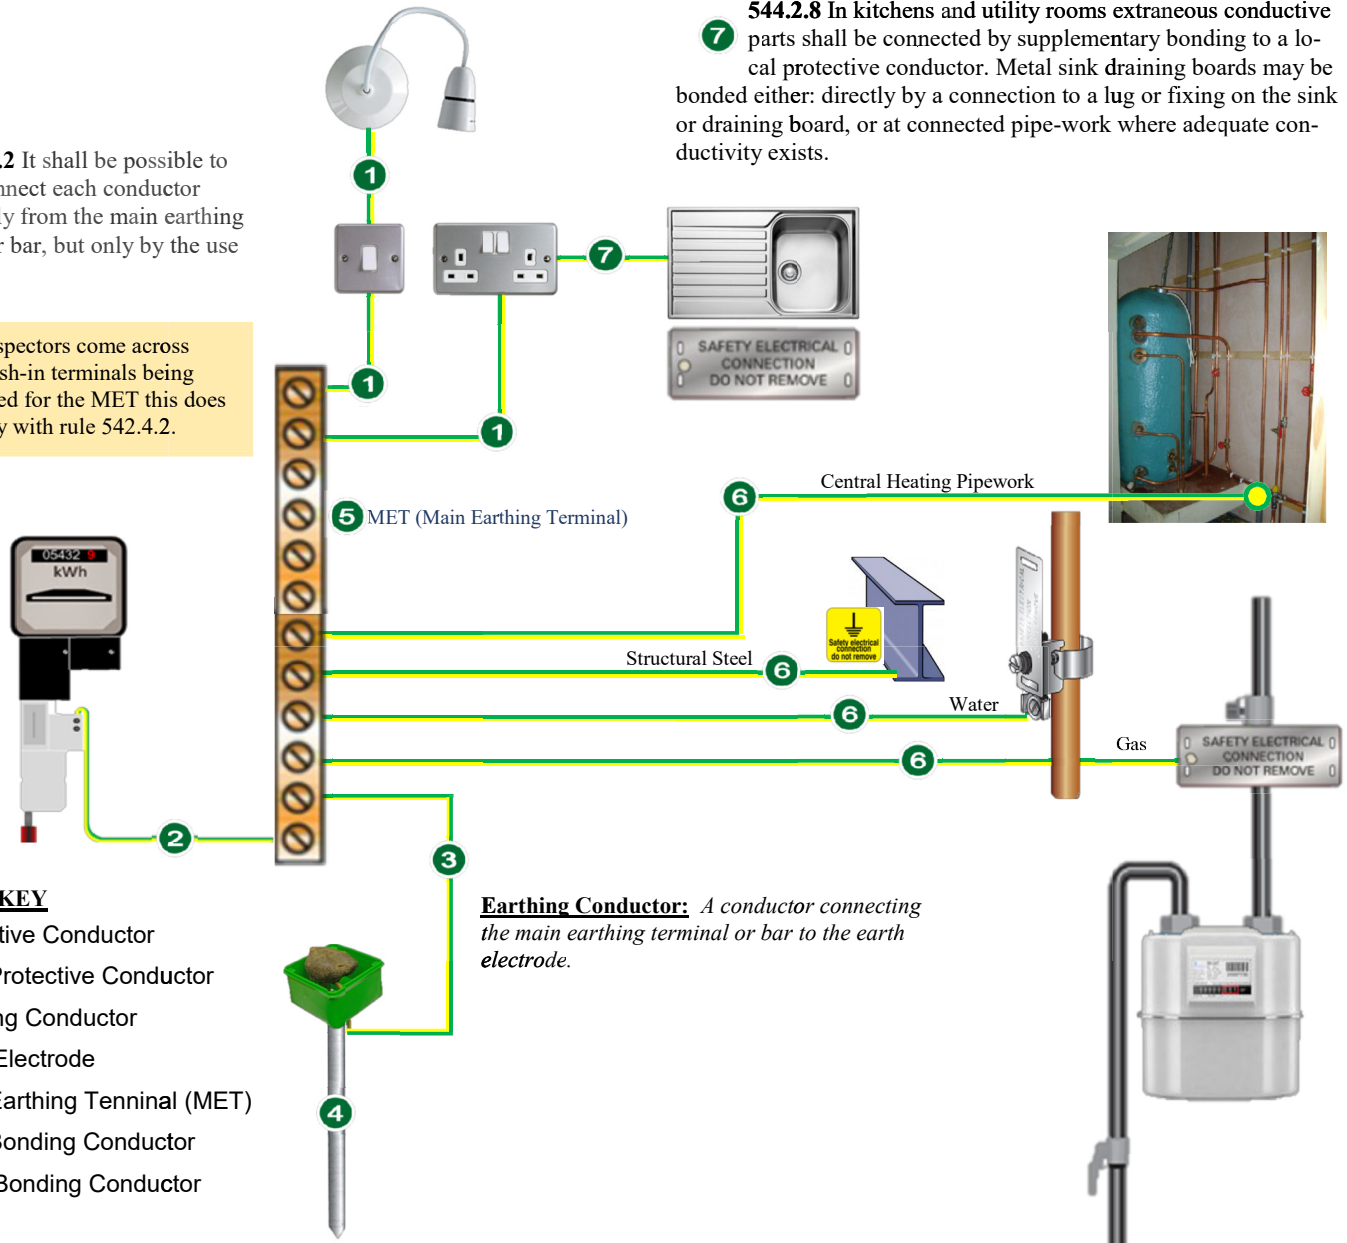 544.2.8 In kitchens and utility rooms extraneous conductive
7 parts shall be connected by supplementary bonding to a lo-
cal protective conductor. Metal sink draining boards may be
bonded either: directly by a connection to a lug or fixing on the sink
or draining board, or at connected pipe-work where adequate con-
ductivity exists.
.2 It shall be possible to
nnect each conductor
ly from the main earthing
r bar, but only by the use
spectors come across
sh-in terminals being
ed for the MET this does
y with rule 542.4.2.
1
7
SAFETY ELECTRICAL
CONNECTION
DO NOT REMOVE
1
1
5 MET (Main Earthing Terminal)
6 Central Heating Pipework
05432 9
kWh
Safety electrical
connection
do not remove
Structural Steel 6
6 Water
6 Gas
SAFETY ELECTRICAL
CONNECTION
DO NOT REMOVE
2
3
KEY
tive Conductor
Protective Conductor
ng Conductor
Electrode
Earthing Tenninal (MET)
Bonding Conductor
Bonding Conductor
Earthing Conductor: A conductor connecting
the main earthing terminal or bar to the earth
electrode.
4